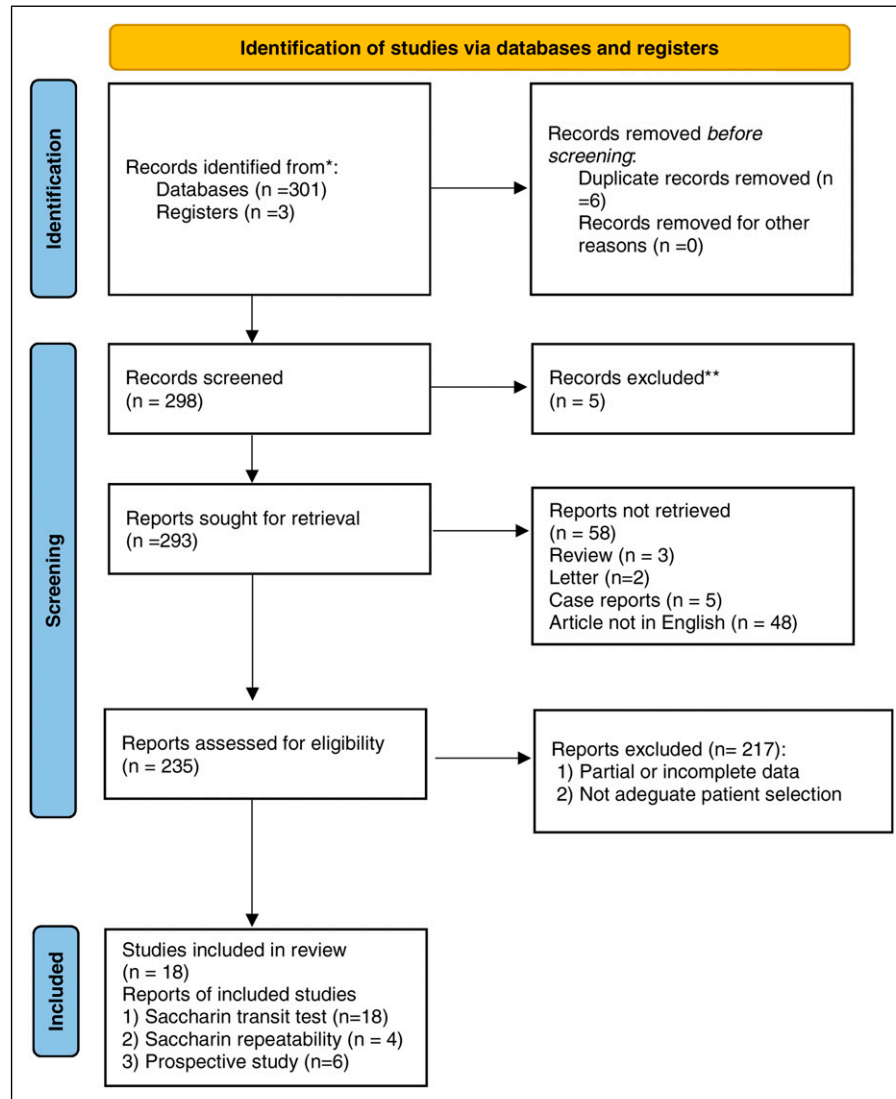 Identification of studies via databases and registers
Identification
Records identified from*:
Databases (n =301)
Registers (n =3)
Records removed before
screening:
Duplicate records removed (n
=6)
Records removed for other
reasons (n =0)
Screening
Records screened
(n = 298)
Records excluded**
(n = 5)
Reports sought for retrieval
(n =293)
Reports not retrieved
(n = 58)
Review (n = 3)
Letter (n=2)
Case reports (n = 5)
Article not in English (n = 48)
Reports assessed for eligibility
(n = 235)
Reports excluded (n= 217):
1) Partial or incomplete data
2) Not adequate patient selection
Included
Studies included in review
(n = 18)
Reports of included studies
1) Saccharin transit test (n=18)
2) Saccharin repeatability (n = 4)
3) Prospective study (n=6)